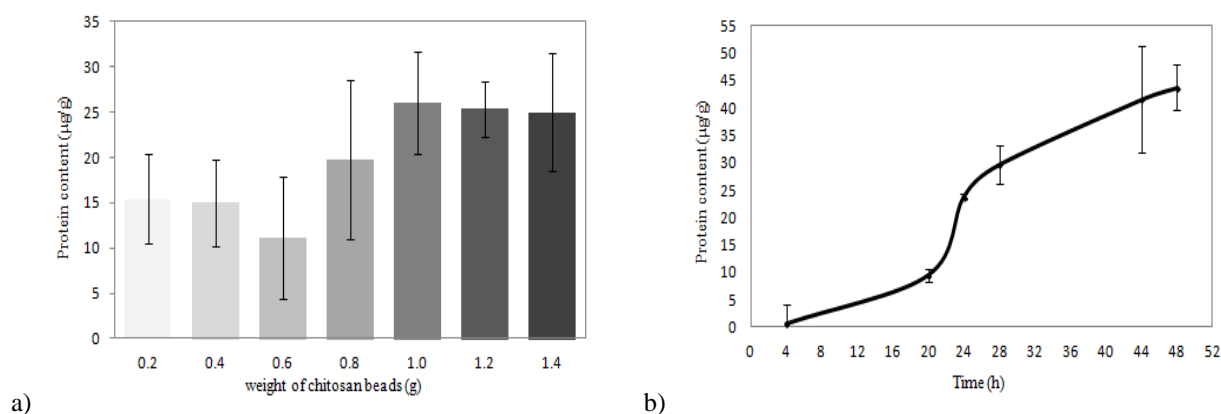 35
30
25
20
15
10
5
0
Protein content (µg/g)
0.2 0.4 0.6 0.8 1.0 1.2 1.4
weight of chitosan beads (g)
a)
55
50
45
40
35
30
25
20
15
10
5
0
Protein content (µg/g)
0 4 8 12 16 20 24 28 32 36 40 44 48 52
Time (h)
b)